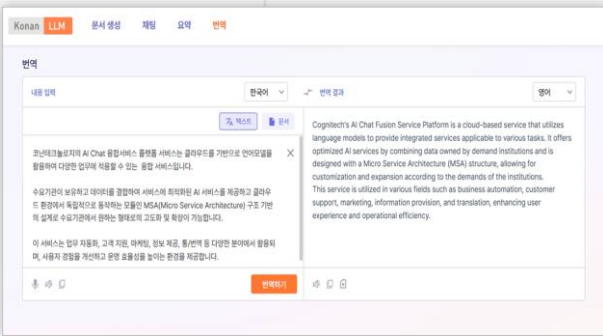 Konan LLM 문서 생성 채팅 요약 번역
번역
내용 입력 한국어 번역 결과 영어
텍스트 문서
코난테크놀로지의 AI Chat 융합서비스 플랫폼 서비스는 클라우드를 기반으로 언어모델을
활용하여 다양한 업무에 적용할 수 있는 융합 서비스입니다.
수요기관이 보유하고 데이터를 결합하여 서비스에 최적화된 AI 서비스를 제공하고 클라우
드 환경에서 독립적으로 동작하는 모듈인 MSA(Micro Service Architecture) 구조 기반
의 설계로 수요기관에서 원하는 형태로의 고도화 및 확장이 가능합니다.
이 서비스는 업무 자동화, 고객 지원, 마케팅, 정보 제공, 통/번역 등 다양한 분야에서 활용되
며, 사용자 경험을 개선하고 운영 효율성을 높이는 환경을 제공합니다.
번역하기
Cognitech's AI Chat Fusion Service Platform is a cloud-based service that utilizes
language models to provide integrated services applicable to various tasks. It offers
optimized AI services by combining data owned by demand institutions and is
designed with a Micro Service Architecture (MSA) structure, allowing for
customization and expansion according to the demands of the institutions.
This service is utilized in various fields such as business automation, customer
support, marketing, information provision, and translation, enhancing user
experience and operational efficiency.